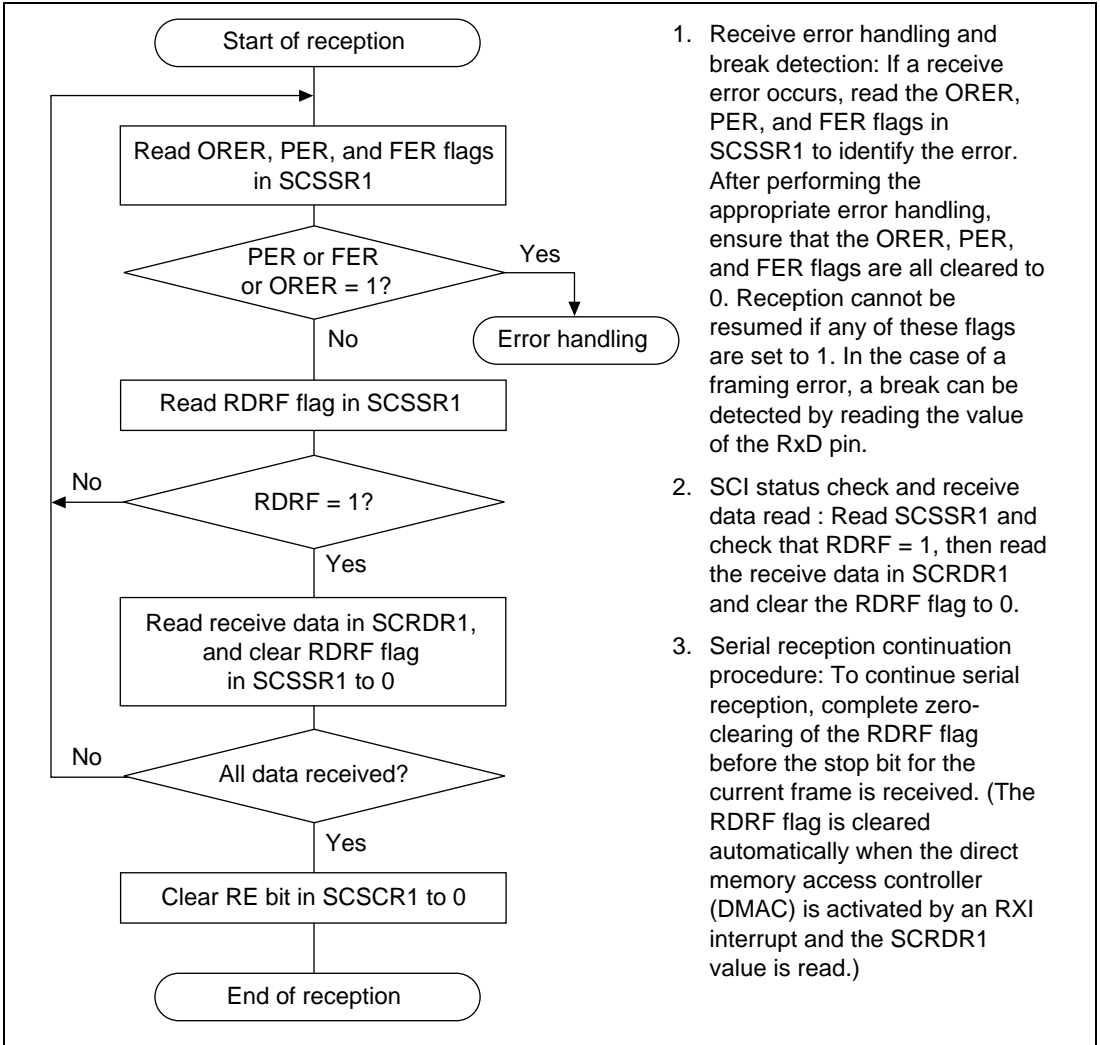 Start of reception
Read ORER, PER, and FER flags
in SCSSR1
PER or FER
or ORER = 1?
Yes
Error handling
No
Read RDRF flag in SCSSR1
No
RDRF = 1?
Yes
Read receive data in SCRDR1,
and clear RDRF flag
in SCSSR1 to 0
No
All data received?
Yes
Clear RE bit in SCSCR1 to 0
End of reception
1. Receive error handling and
break detection: If a receive
error occurs, read the ORER,
PER, and FER flags in
SCSSR1 to identify the error.
After performing the
appropriate error handling,
ensure that the ORER, PER,
and FER flags are all cleared to
0. Reception cannot be
resumed if any of these flags
are set to 1. In the case of a
framing error, a break can be
detected by reading the value
of the RxD pin.
2. SCI status check and receive
data read : Read SCSSR1 and
check that RDRF = 1, then read
the receive data in SCRDR1
and clear the RDRF flag to 0.
3. Serial reception continuation
procedure: To continue serial
reception, complete zero-
clearing of the RDRF flag
before the stop bit for the
current frame is received. (The
RDRF flag is cleared
automatically when the direct
memory access controller
(DMAC) is activated by an RXI
interrupt and the SCRDR1
value is read.)